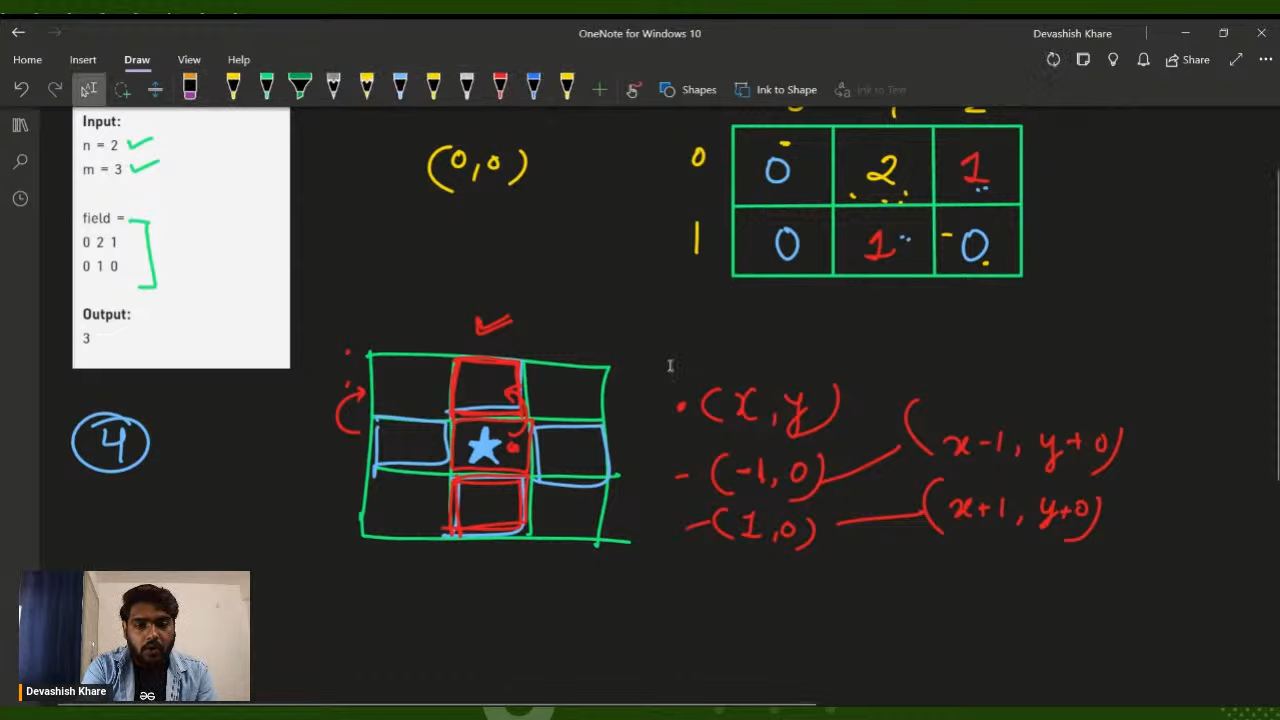 OneNote for Windows 10
Devashish Khare
Home Insert Draw View Help
Share
Shapes
Ink to Shape
Ink to Text
Input:
n = 2
m = 3
field =
0 2 1
0 1 0
Output:
3
(0,0)
0 0 2 1
1 0 1 0
4
(x, y)
(-1, 0) (x-1, y+0)
(1, 0) (x+1, y+0)
Devashish Khare